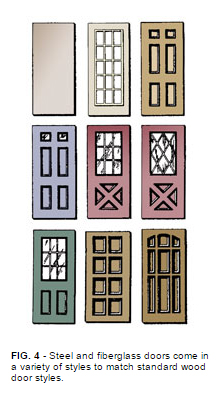 FIG. 4 - Steel and fiberglass doors come in
a variety of styles to match standard wood
door styles.